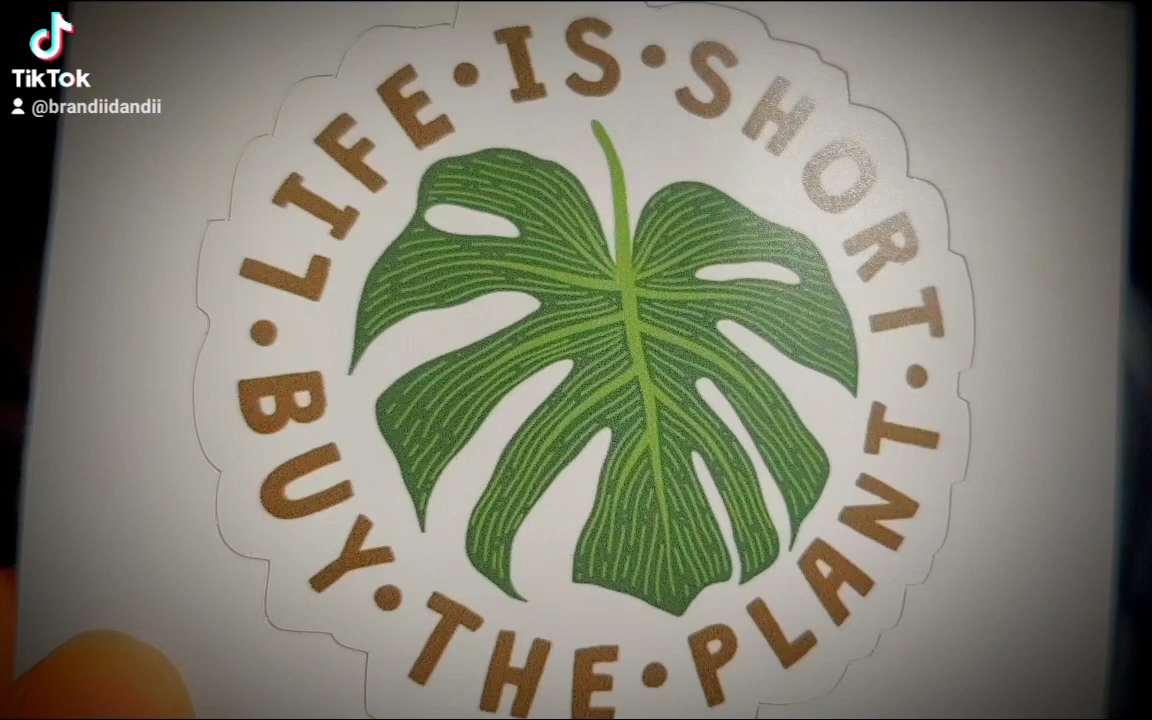 TikTok
@brandiidandii
LIFE • IS • SHORT •
BUY • THE • PLANT